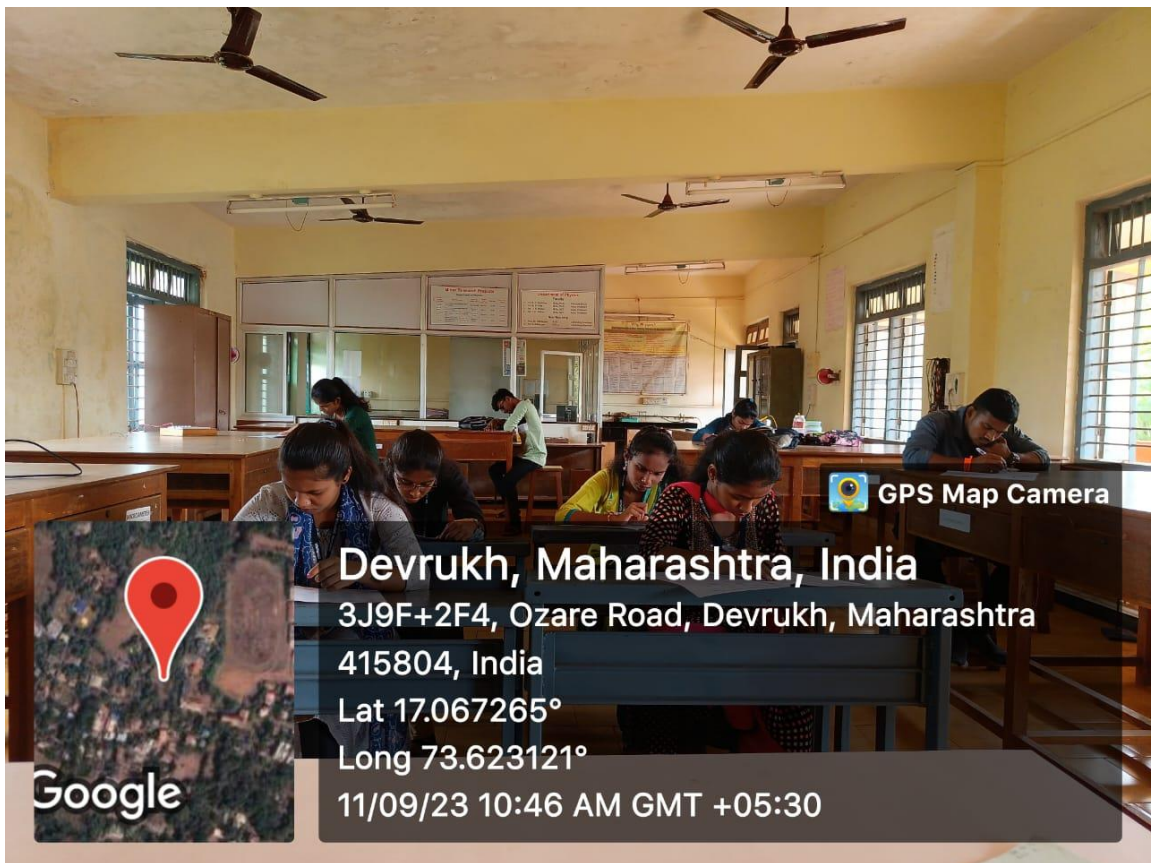 GPS Map Camera
Devrukh, Maharashtra, India
3J9F+2F4, Ozare Road, Devrukh, Maharashtra
415804, India
Lat 17.067265°
Long 73.623121°
11/09/23 10:46 AM GMT +05:30
Google